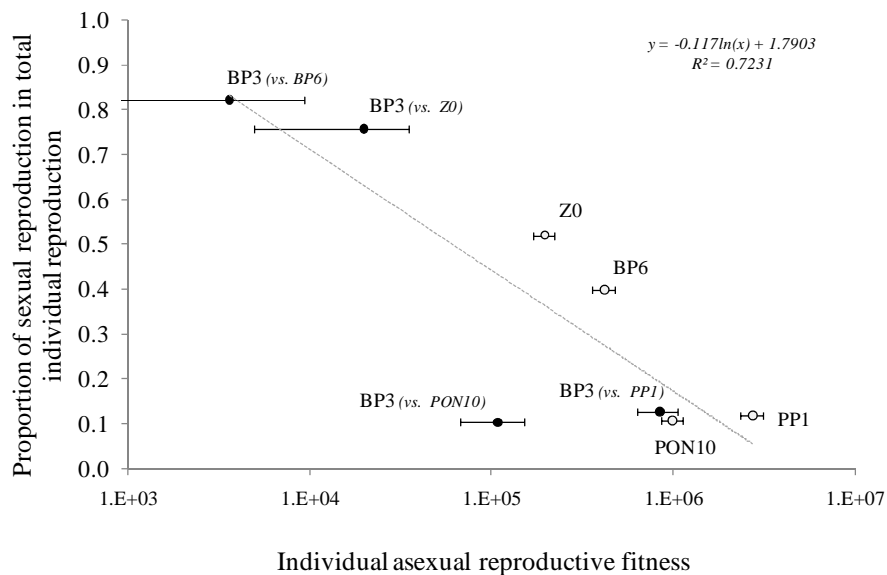 Proportion of sexual reproduction in total
individual reproduction
1.0
0.9
0.8
0.7
0.6
0.5
0.4
0.3
0.2
0.1
0.0
y = -0.117ln(x) + 1.7903
R² = 0.7231
BP3 (vs. BP6)
BP3 (vs. Z0)
Z0
BP6
BP3 (vs. PON10)
BP3 (vs. PP1)
PP1
PON10
1.E+03 1.E+04 1.E+05 1.E+06 1.E+07
Individual asexual reproductive fitness